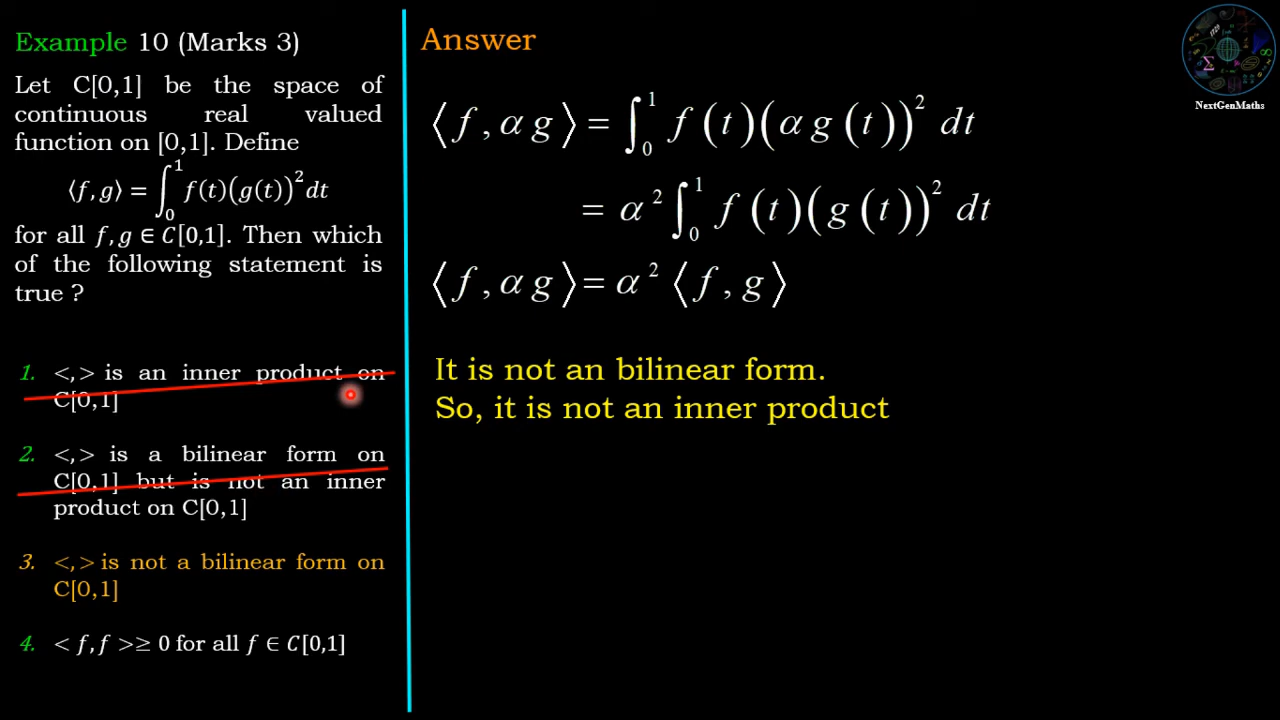 Example 10 (Marks 3)
Let C[0,1] be the space of
continuous real valued
function on [0,1]. Define
⟨f, g⟩ = ∫₀¹ f(t)(g(t))² dt
for all f, g ∈ C[0,1]. Then which
of the following statement is
true ?
1. <,> is an inner product on
C[0,1]
2. <,> is a bilinear form on
C[0,1] but is not an inner
product on C[0,1]
3. <,> is not a bilinear form on
C[0,1]
4. < f, f >≥ 0 for all f ∈ C[0,1]
Answer
⟨f, α g⟩ = ∫₀¹ f (t)(α g (t))² dt
= α² ∫₀¹ f (t)(g (t))² dt
⟨f, α g⟩ = α² ⟨f, g⟩
It is not an bilinear form.
So, it is not an inner product
NextGenMaths